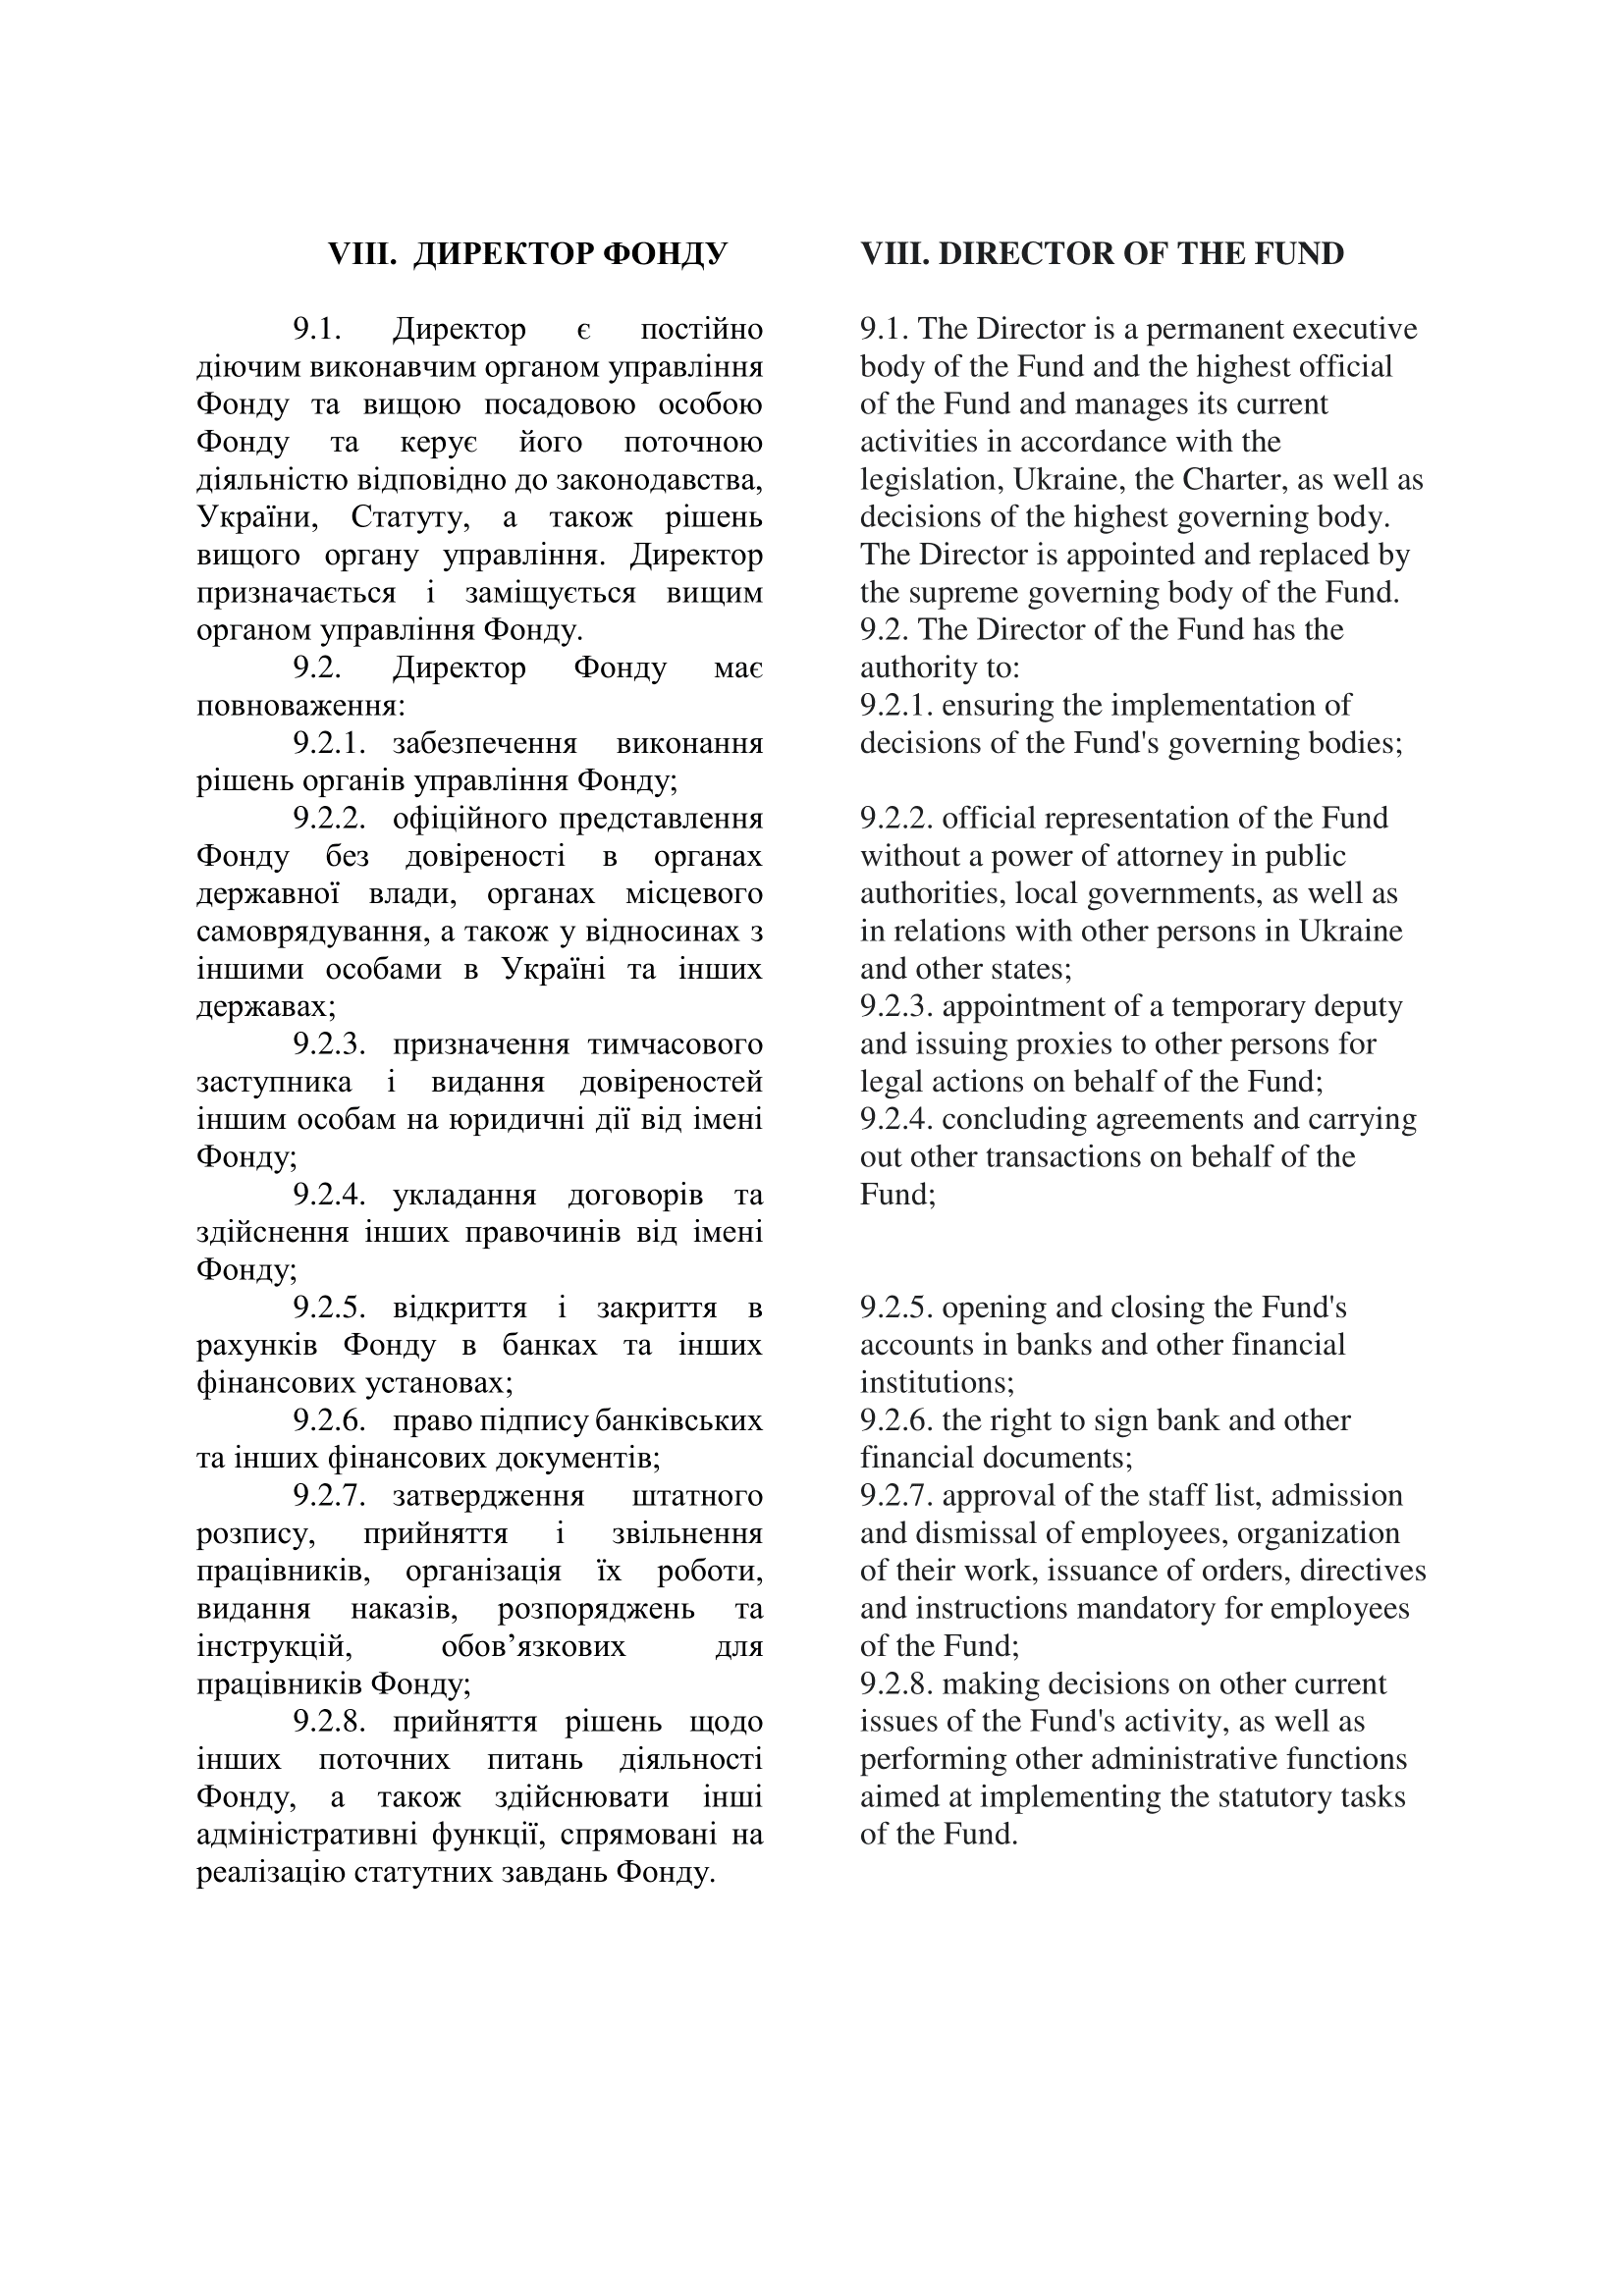 VIII. ДИРЕКТОР ФОНДУ
9.1. Директор є постійно
діючим виконавчим органом управління
Фонду та вищою посадовою особою
Фонду та керує його поточною
діяльністю відповідно до законодавства,
України, Статуту, а також рішень
вищого органу управління. Директор
призначається і заміщується вищим
органом управління Фонду.
9.2. Директор Фонду має
повноваження:
9.2.1. забезпечення виконання
рішень органів управління Фонду;
9.2.2. офіційного представлення
Фонду без довіреності в органах
державної влади, органах місцевого
самоврядування, а також у відносинах з
іншими особами в Україні та інших
державах;
9.2.3. призначення тимчасового
заступника і видання довіреностей
іншим особам на юридичні дії від імені
Фонду;
9.2.4. укладання договорів та
здійснення інших правочинів від імені
Фонду;
9.2.5. відкриття і закриття в
рахунків Фонду в банках та інших
фінансових установах;
9.2.6. право підпису банківських
та інших фінансових документів;
9.2.7. затвердження штатного
розпису, прийняття і звільнення
працівників, організація їх роботи,
видання наказів, розпоряджень та
інструкцій, обов’язкових для
працівників Фонду;
9.2.8. прийняття рішень щодо
інших поточних питань діяльності
Фонду, а також здійснювати інші
адміністративні функції, спрямовані на
реалізацію статутних завдань Фонду.
VIII. DIRECTOR OF THE FUND
9.1. The Director is a permanent executive
body of the Fund and the highest official
of the Fund and manages its current
activities in accordance with the
legislation, Ukraine, the Charter, as well as
decisions of the highest governing body.
The Director is appointed and replaced by
the supreme governing body of the Fund.
9.2. The Director of the Fund has the
authority to:
9.2.1. ensuring the implementation of
decisions of the Fund's governing bodies;
9.2.2. official representation of the Fund
without a power of attorney in public
authorities, local governments, as well as
in relations with other persons in Ukraine
and other states;
9.2.3. appointment of a temporary deputy
and issuing proxies to other persons for
legal actions on behalf of the Fund;
9.2.4. concluding agreements and carrying
out other transactions on behalf of the
Fund;
9.2.5. opening and closing the Fund's
accounts in banks and other financial
institutions;
9.2.6. the right to sign bank and other
financial documents;
9.2.7. approval of the staff list, admission
and dismissal of employees, organization
of their work, issuance of orders, directives
and instructions mandatory for employees
of the Fund;
9.2.8. making decisions on other current
issues of the Fund's activity, as well as
performing other administrative functions
aimed at implementing the statutory tasks
of the Fund.